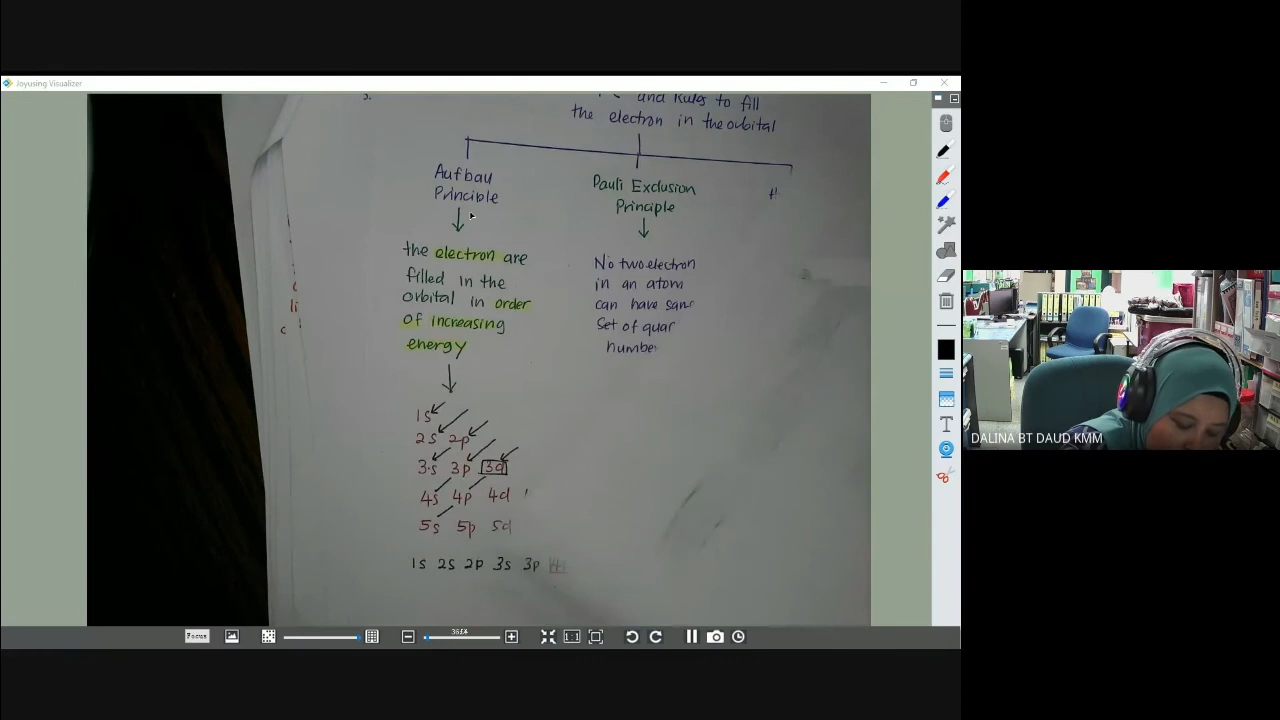 Joyusing Visualizer
and Rules to fill
the electron in the orbital
Aufbau
Principle
the electron are
filled in the
orbital in order
of increasing
energy
1s
2s 2p
3s 3p 3d
4s 4p 4d
5s 5p 5d
1s 2s 2p 3s 3p
Pauli Exclusion
Principle
No two electron
in an atom
can have
set of
H
Focus
1:1
T
DALINA BT DAUD KMM